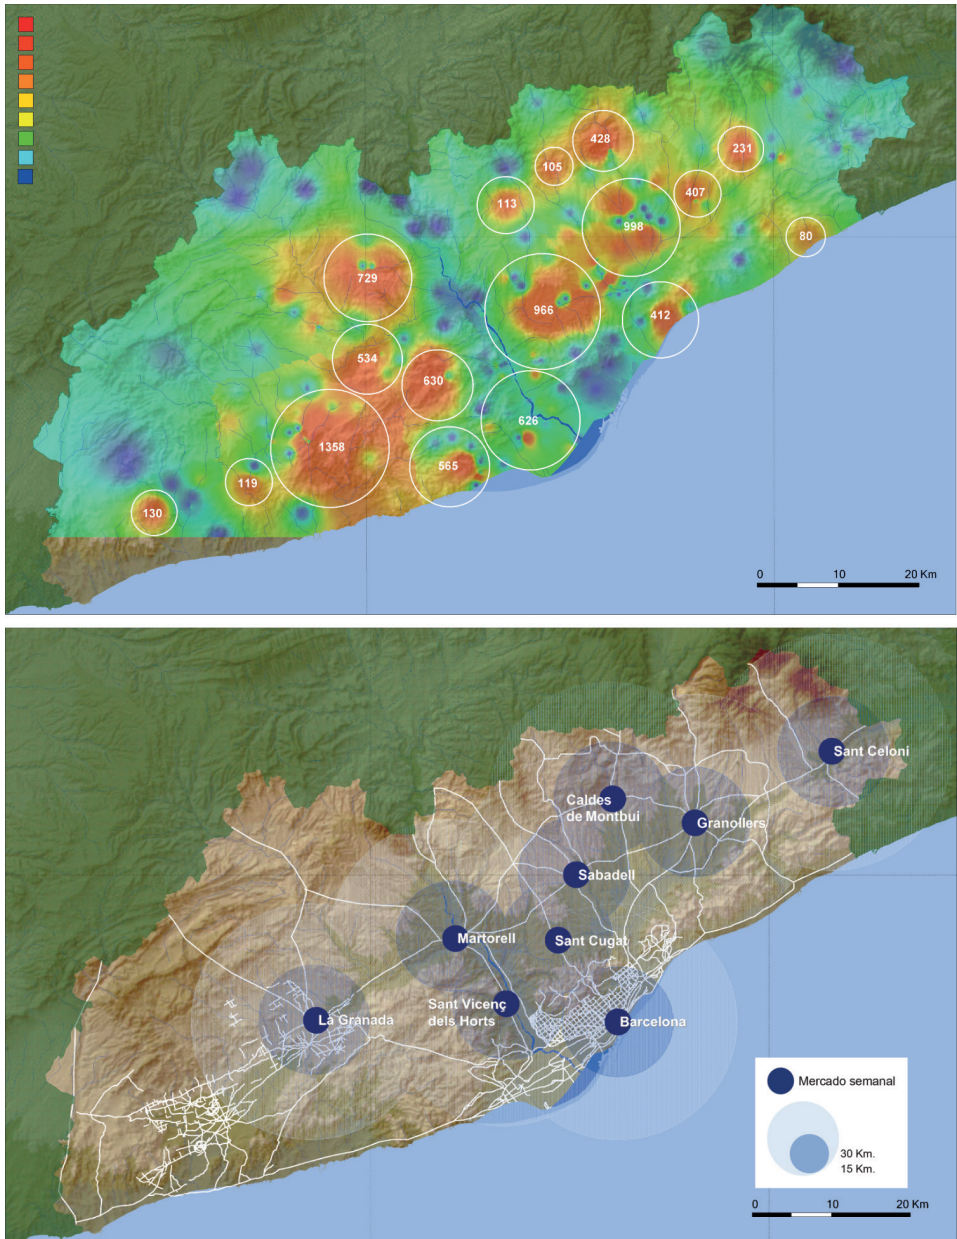 428
231
105
407
113
998
80
729
966
412
534
630
626
1358
565
119
130
0 10 20 Km
Sant Celoni
Caldes
de Montbui
Granollers
Sabadell
Martorell
Sant Cugat
Sant Vicenç
dels Horts
La Granada
Barcelona
Mercado semanal
30 Km.
15 Km.
0 10 20 Km